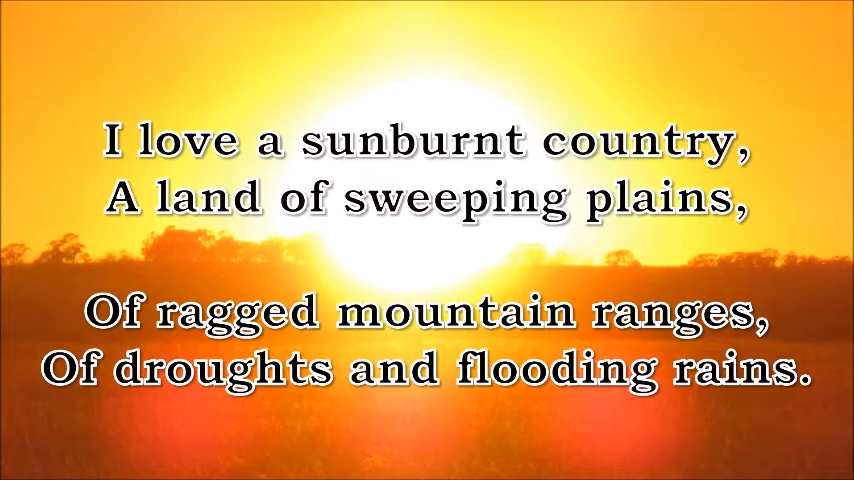 I love a sunburnt country,
A land of sweeping plains,
Of ragged mountain ranges,
Of droughts and flooding rains.